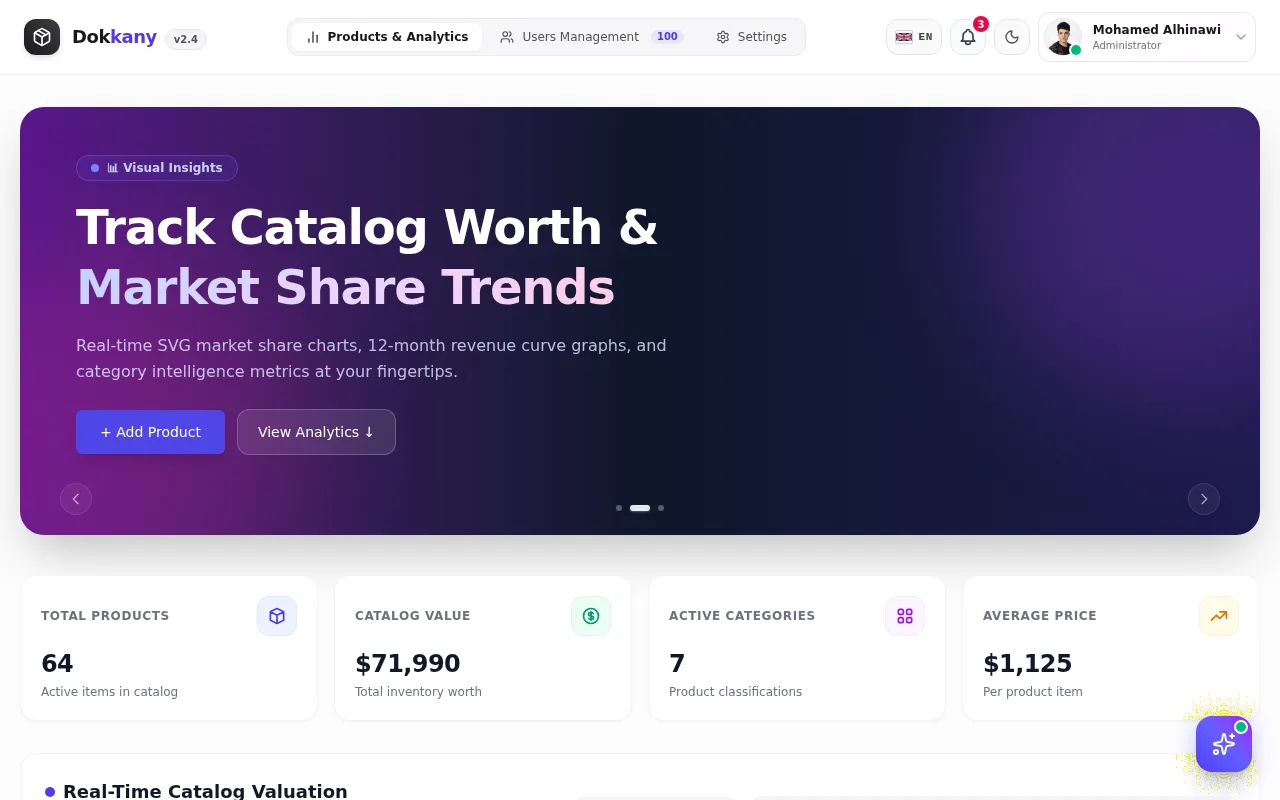 Dokkany v2.4
Products & Analytics
Users Management 100
Settings
EN
3
Mohamed Alhinawi
Administrator
📊 Visual Insights
Track Catalog Worth &
Market Share Trends
Real-time SVG market share charts, 12-month revenue curve graphs, and
category intelligence metrics at your fingertips.
+ Add Product
View Analytics ↓
TOTAL PRODUCTS
64
Active items in catalog
CATALOG VALUE
$71,990
Total inventory worth
ACTIVE CATEGORIES
7
Product classifications
AVERAGE PRICE
$1,125
Per product item
Real-Time Catalog Valuation